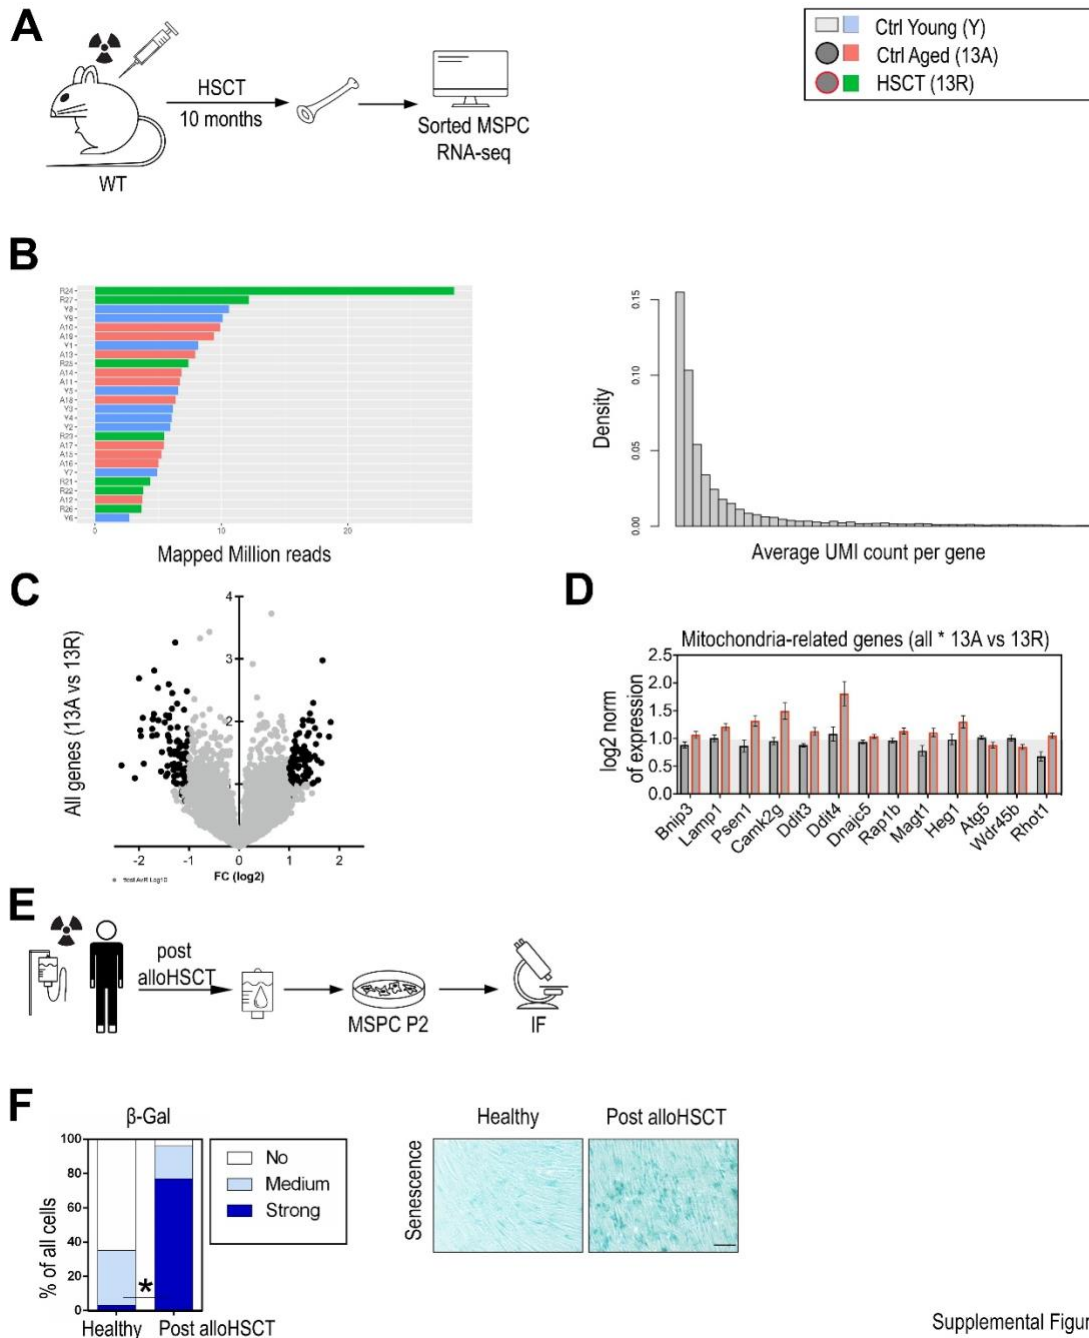 A
WT
HSCT
10 months
Sorted MSPC
RNA-seq
Ctrl Young (Y)
Ctrl Aged (13A)
HSCT (13R)
B
R24
R27
Y8
Y9
A10
A19
Y1
A13
R25
A14
A11
Y5
A18
Y3
Y4
Y2
R23
A17
A15
A16
Y7
R21
R22
A12
R26
Y6
0 10 20
Mapped Million reads
Density
0.15
0.10
0.05
0.00
Average UMI count per gene
C
All genes (13A vs 13R)
4
3
2
1
-2 -1 0 1 2
FC (log2)
D
Mitochondria-related genes (all * 13A vs 13R)
log2 norm
of expression
2.5
2.0
1.5
1.0
0.5
0.0
Bnip3
Lamp1
Psen1
Camk2g
Ddit3
Ddit4
Dnajc5
Rap1b
Magt1
Heg1
Atg5
Wdr45b
Rhot1
E
post
alloHSCT
MSPC P2
IF
F
β-Gal
% of all cells
100
80
60
40
20
0
*
Healthy Post alloHSCT
No
Medium
Strong
Healthy Post alloHSCT
Senescence
Supplemental Figur